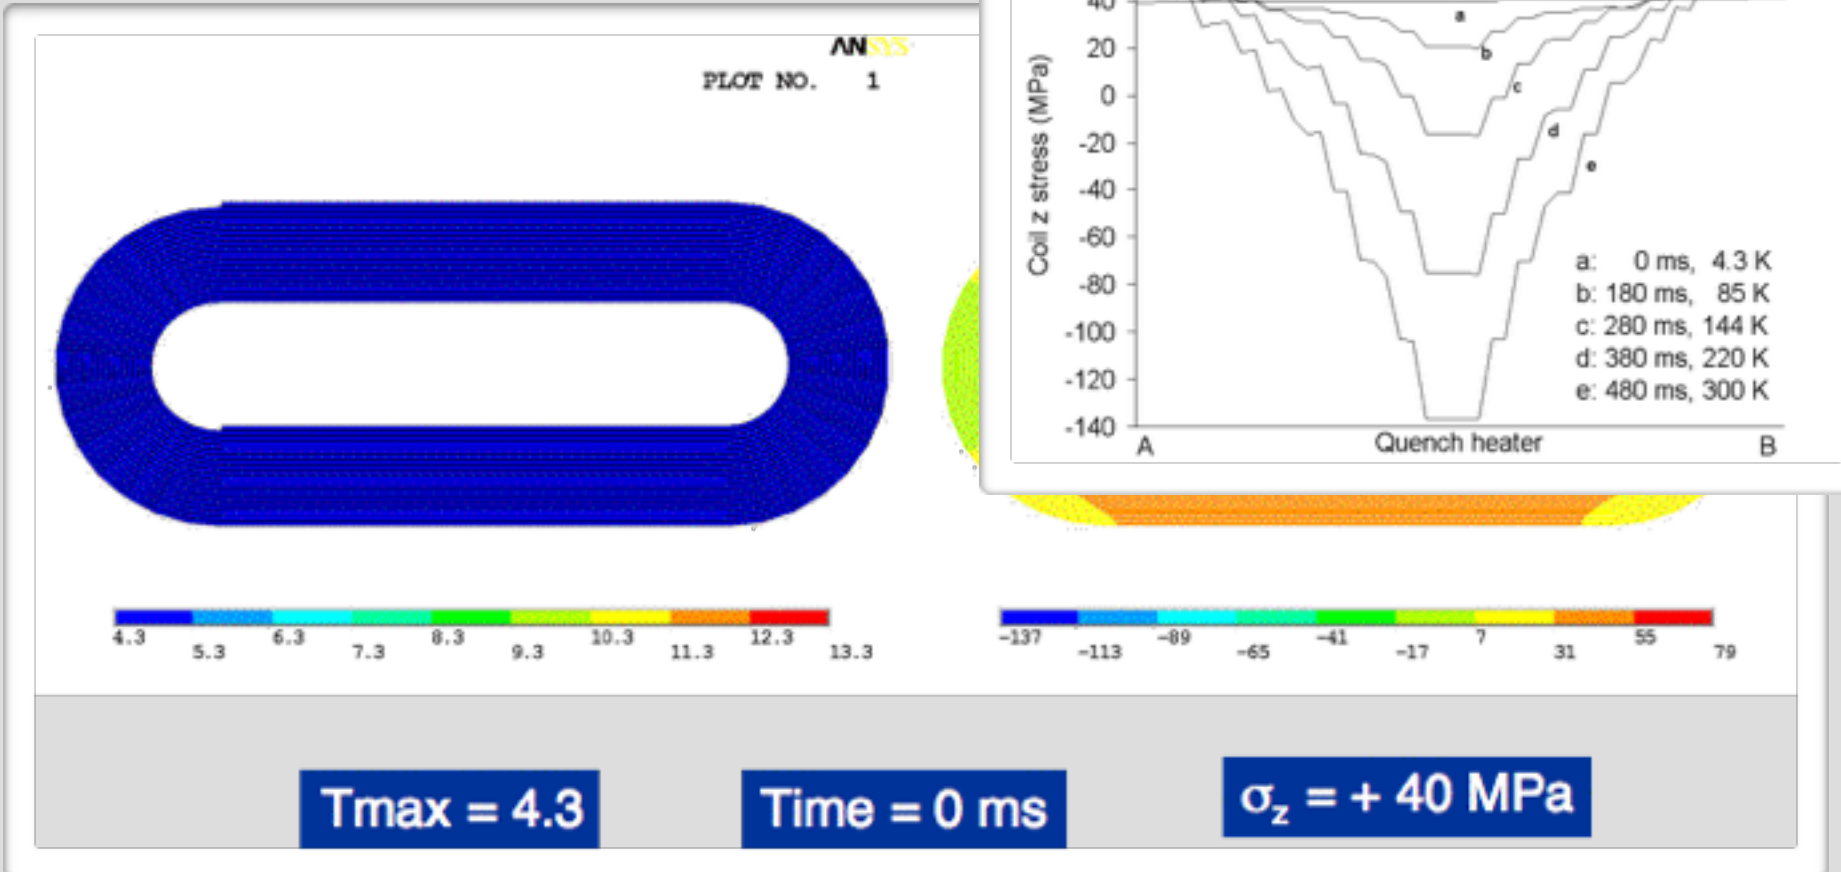 ANSYS
PLOT NO. 1
4.3 5.3 6.3 7.3 8.3 9.3 10.3 11.3 12.3 13.3
40
20
0
-20
-40
-60
-80
-100
-120
-140
Coil z stress (MPa)
a
b
c
d
e
a: 0 ms, 4.3 K
b: 180 ms, 85 K
c: 280 ms, 144 K
d: 380 ms, 220 K
e: 480 ms, 300 K
A Quench heater B
-137 -113 -89 -65 -41 -17 7 31 55 79
Tmax = 4.3
Time = 0 ms
σz = + 40 MPa